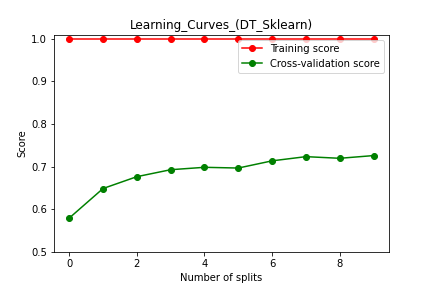 Learning_Curves_(DT_Sklearn)
1.0
0.9
0.8
0.7
0.6
0.5
Score
Training score
Cross-validation score
0 2 4 6 8
Number of splits